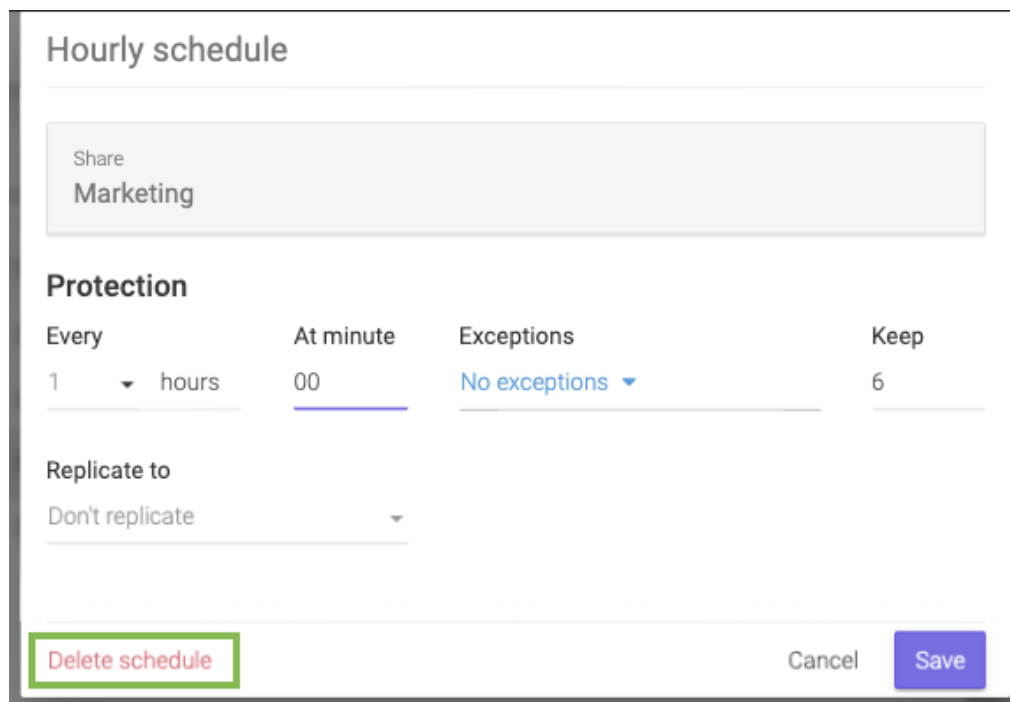 Hourly schedule
Share
Marketing
Protection
Every At minute Exceptions Keep
1 hours 00 No exceptions 6
Replicate to
Don't replicate
Delete schedule Cancel Save